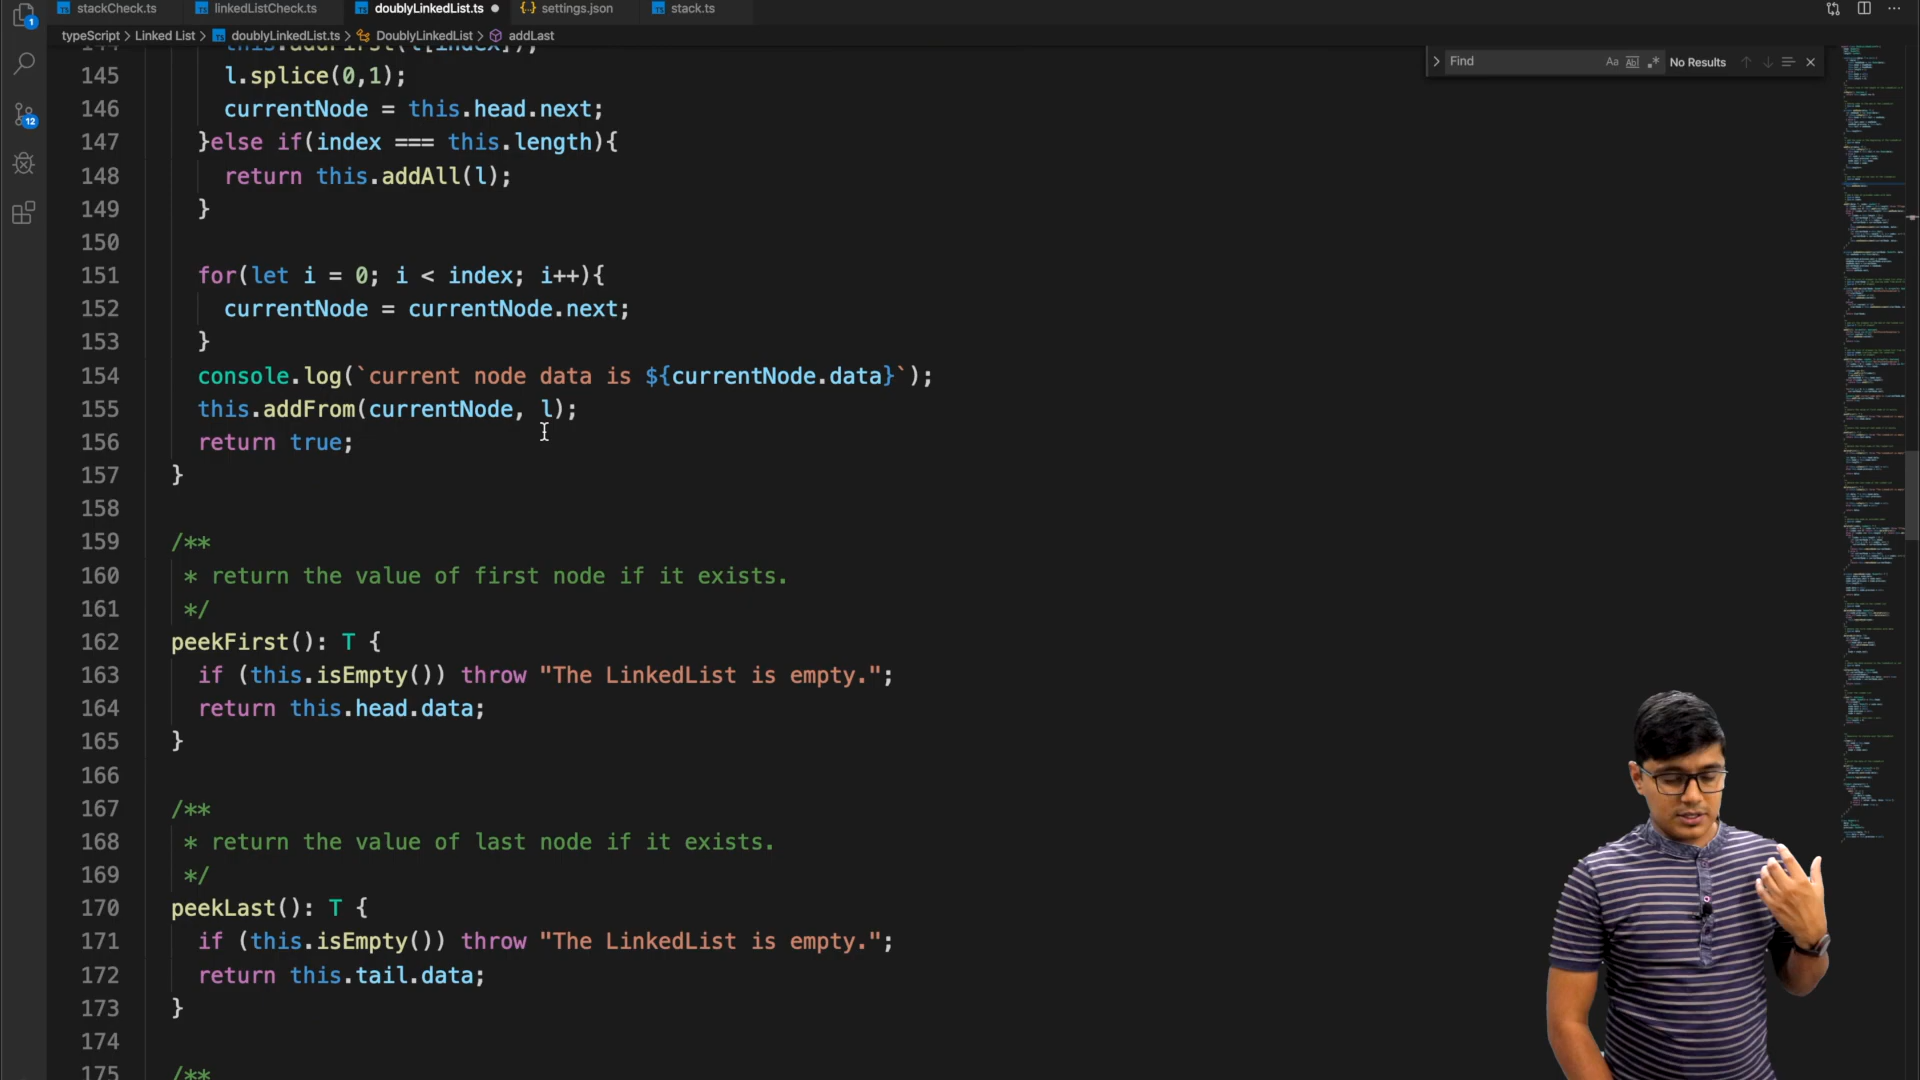 stackCheck.ts linkedListCheck.ts doublyLinkedList.ts settings.json stack.ts
typeScript > Linked List > doublyLinkedList.ts > DoublyLinkedList > addLast
Find Aa Abl .* No Results
1
12
144 this.addFirst(l[index]);
145 l.splice(0,1);
146 currentNode = this.head.next;
147 }else if(index === this.length){
148 return this.addAll(l);
149 }
150
151 for(let i = 0; i < index; i++){
152 currentNode = currentNode.next;
153 }
154 console.log(`current node data is ${currentNode.data}`);
155 this.addFrom(currentNode, l);
156 return true;
157 }
158
159 /**
160 * return the value of first node if it exists.
161 */
162 peekFirst(): T {
163 if (this.isEmpty()) throw "The LinkedList is empty.";
164 return this.head.data;
165 }
166
167 /**
168 * return the value of last node if it exists.
169 */
170 peekLast(): T {
171 if (this.isEmpty()) throw "The LinkedList is empty.";
172 return this.tail.data;
173 }
174
175 /**